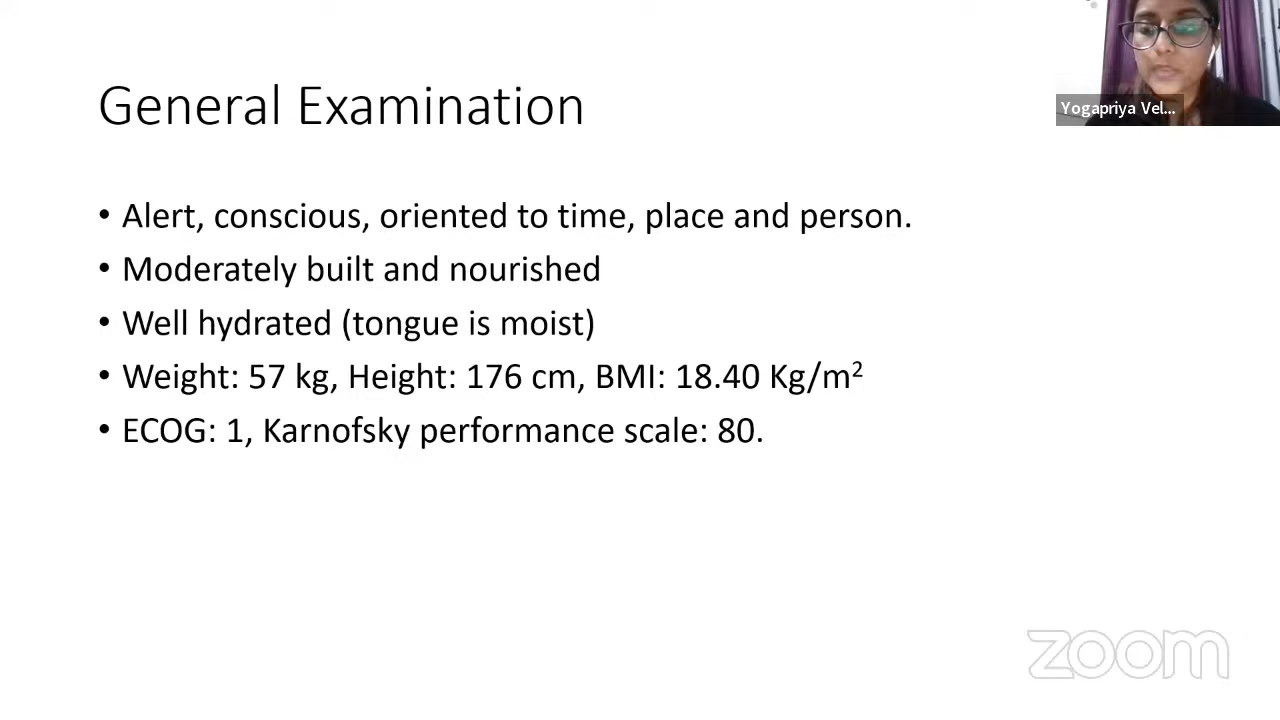 General Examination
Yogapriya Vel...
• Alert, conscious, oriented to time, place and person.
• Moderately built and nourished
• Well hydrated (tongue is moist)
• Weight: 57 kg, Height: 176 cm, BMI: 18.40 Kg/m²
• ECOG: 1, Karnofsky performance scale: 80.
zoom